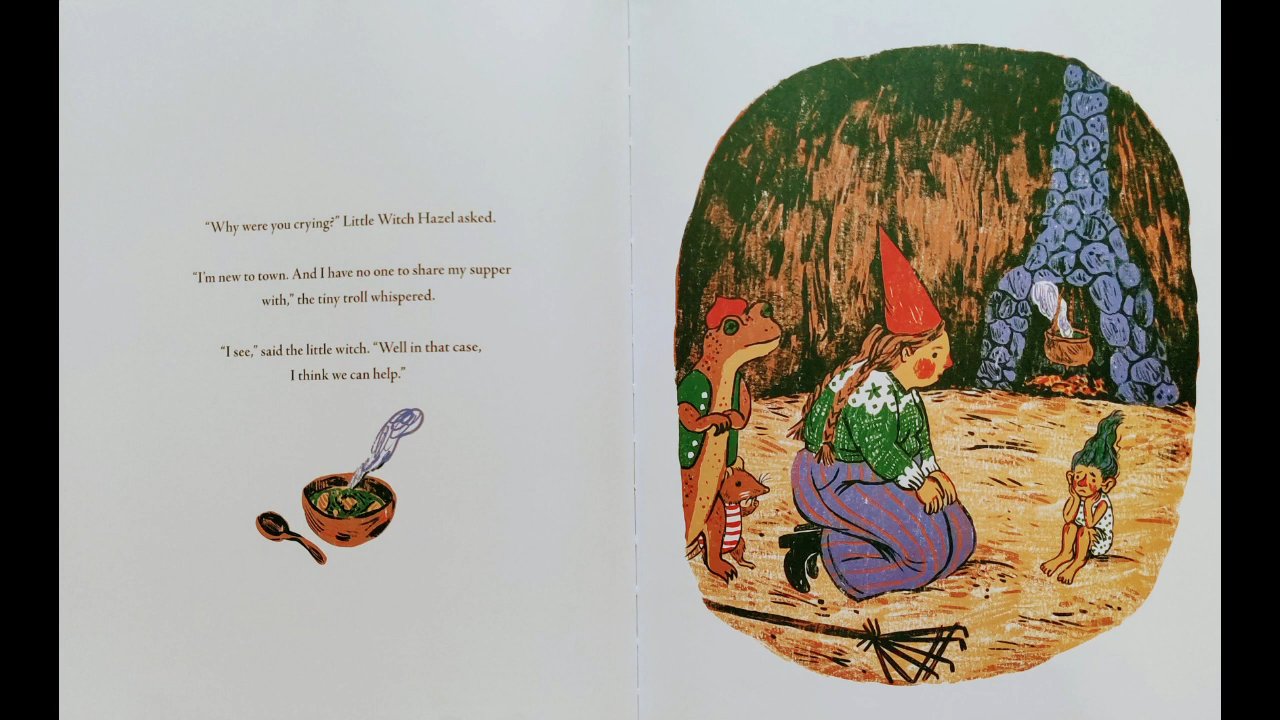 “Why were you crying?” Little Witch Hazel asked.
“I’m new to town. And I have no one to share my supper
with,” the tiny troll whispered.
“I see,” said the little witch. “Well in that case,
I think we can help.”